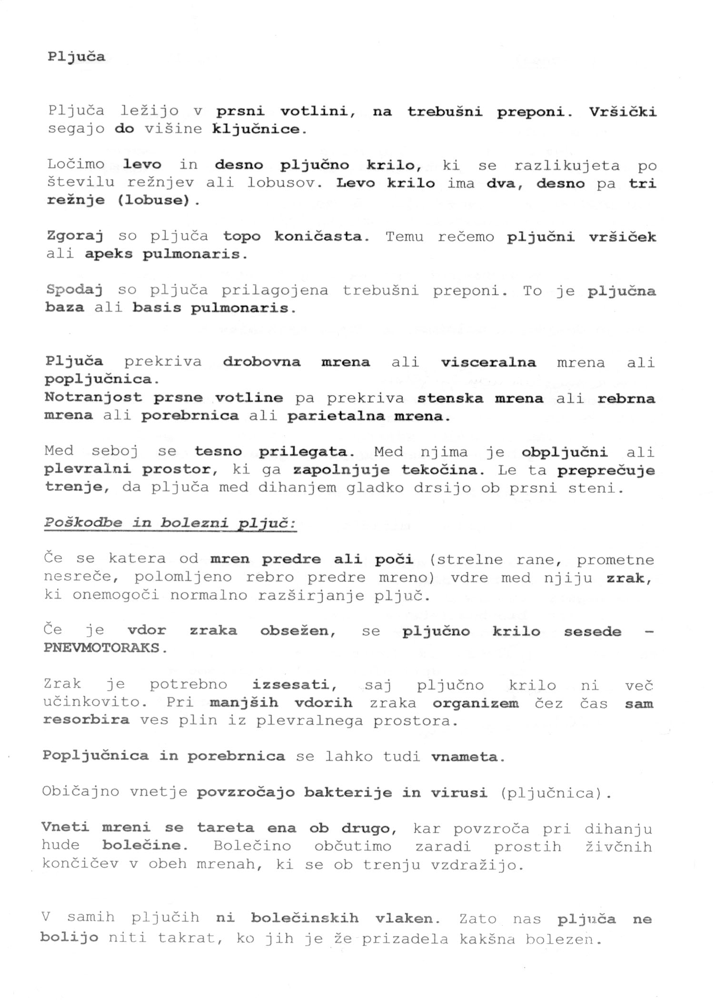 Pljuča
Pljuča ležijo v prsni votlini, na trebušni preponi. Vršički
segajo do višine ključnice.
Ločimo levo in desno pljučno krilo, ki se razlikujeta po
številu režnjev ali lobusov. Levo krilo ima dva, desno pa tri
režnje (lobuse).
Zgoraj so pljuča topo koničasta. Temu rečemo pljučni vršiček
ali apeks pulmonaris.
Spodaj so pljuča prilagojena trebušni preponi. To je pljučna
baza ali basis pulmonaris.
Pljuča prekriva drobovna mrena ali visceralna mrena ali
popljučnica.
Notranjost prsne votline pa prekriva stenska mrena ali rebrna
mrena ali porebrnica ali parietalna mrena.
Med seboj se tesno prilegata. Med njima je obpljučni ali
plevralni prostor, ki ga zapolnjuje tekočina. Le ta preprečuje
trenje, da pljuča med dihanjem gladko drsijo ob prsni steni.
Poškodbe in bolezni pljuč:
Če se katera od mren predre ali poči (strelne rane, prometne
nesreče, polomljeno rebro predre mreno) vdre med njiju zrak,
ki onemogoči normalno razširjanje pljuč.
Če je vdor zraka obsežen, se pljučno krilo sesede –
PNEVMOTORAKS.
Zrak je potrebno izsesati, saj pljučno krilo ni več
učinkovito. Pri manjših vdorih zraka organizem čez čas sam
resorbira ves plin iz plevralnega prostora.
Popljučnica in porebrnica se lahko tudi vnameta.
Običajno vnetje povzročajo bakterije in virusi (pljučnica).
Vneti mreni se tareta ena ob drugo, kar povzroča pri dihanju
hude bolečine. Bolečino občutimo zaradi prostih živčnih
končičev v obeh mrenah, ki se ob trenju vzdražijo.
V samih pljučih ni bolečinskih vlaken. Zato nas pljuča ne
bolijo niti takrat, ko jih je že prizadela kakšna bolezen.